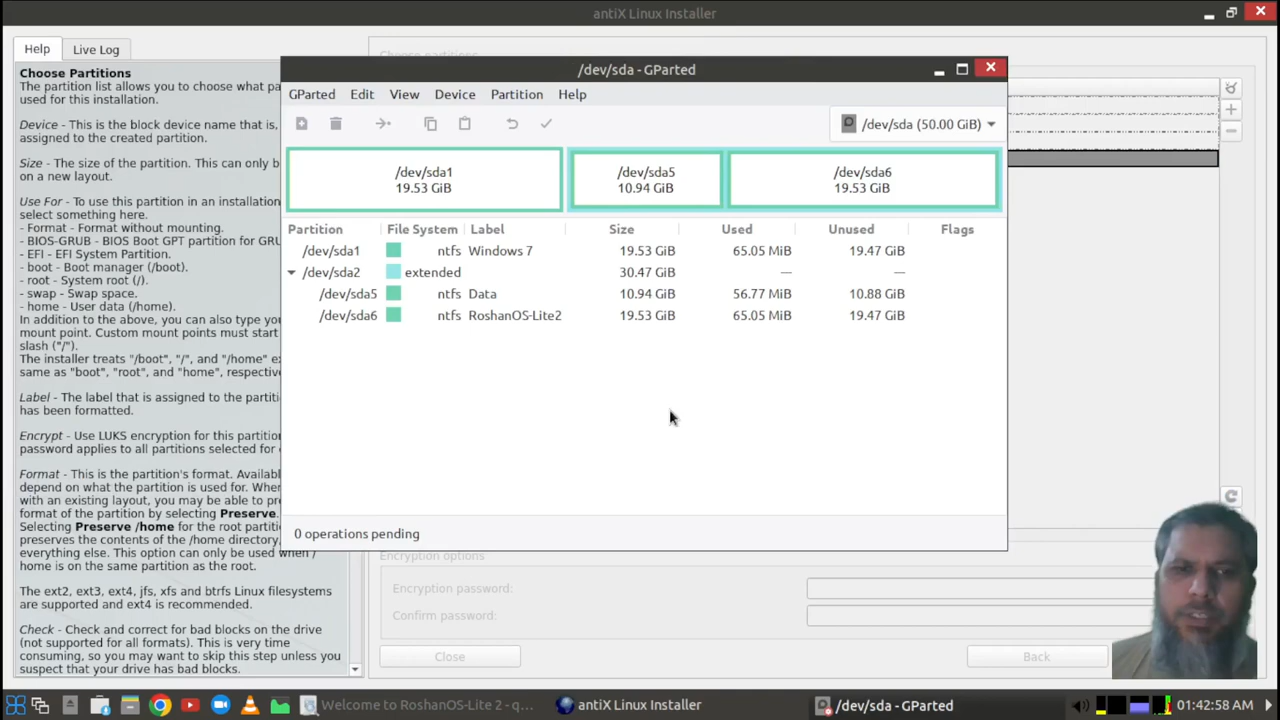 antiX Linux Installer
Help
Live Log
Choose Partitions
The partition list allows you to choose what pa
used for this installation.
Device - This is the block device name that is,
assigned to the created partition.
Size - The size of the partition. This can only b
on a new layout.
Use For - To use this partition in an installation
select something here.
- Format - Format without mounting.
- BIOS-GRUB - BIOS Boot GPT partition for GRU
- EFI - EFI System Partition.
- boot - Boot manager (/boot).
- root - System root (/).
- swap - Swap space.
- home - User data (/home).
In addition to the above, you can also type you
mount point. Custom mount points must start
slash ("/").
The installer treats "/boot", "/", and "/home" e
same as "boot", "root", and "home", respective
Label - The label that is assigned to the partiti
has been formatted.
Encrypt - Use LUKS encryption for this partition
password applies to all partitions selected for
Format - This is the partition's format. Availab
depend on what the partition is used for. When
with an existing layout, you may be able to pre
format of the partition by selecting Preserve.
Selecting Preserve /home for the root partiti
preserves the contents of the /home directory,
everything else. This option can only be used when /
home is on the same partition as the root.
The ext2, ext3, ext4, jfs, xfs and btrfs Linux filesystems
are supported and ext4 is recommended.
Check - Check and correct for bad blocks on the drive
(not supported for all formats). This is very time
consuming, so you may want to skip this step unless you
suspect that your drive has bad blocks.
/dev/sda - GParted
GParted Edit View Device Partition Help
/dev/sda (50.00 GiB)
/dev/sda1
19.53 GiB
/dev/sda5
10.94 GiB
/dev/sda6
19.53 GiB
Partition File System Label Size Used Unused Flags
/dev/sda1 ntfs Windows 7 19.53 GiB 65.05 MiB 19.47 GiB
/dev/sda2 extended 30.47 GiB — —
/dev/sda5 ntfs Data 10.94 GiB 56.77 MiB 10.88 GiB
/dev/sda6 ntfs RoshanOS-Lite2 19.53 GiB 65.05 MiB 19.47 GiB
0 operations pending
Encryption options
Encryption password:
Confirm password:
Close
Back
Welcome to RoshanOS-Lite 2 - q...
antiX Linux Installer
/dev/sda - GParted
01:42:58 AM